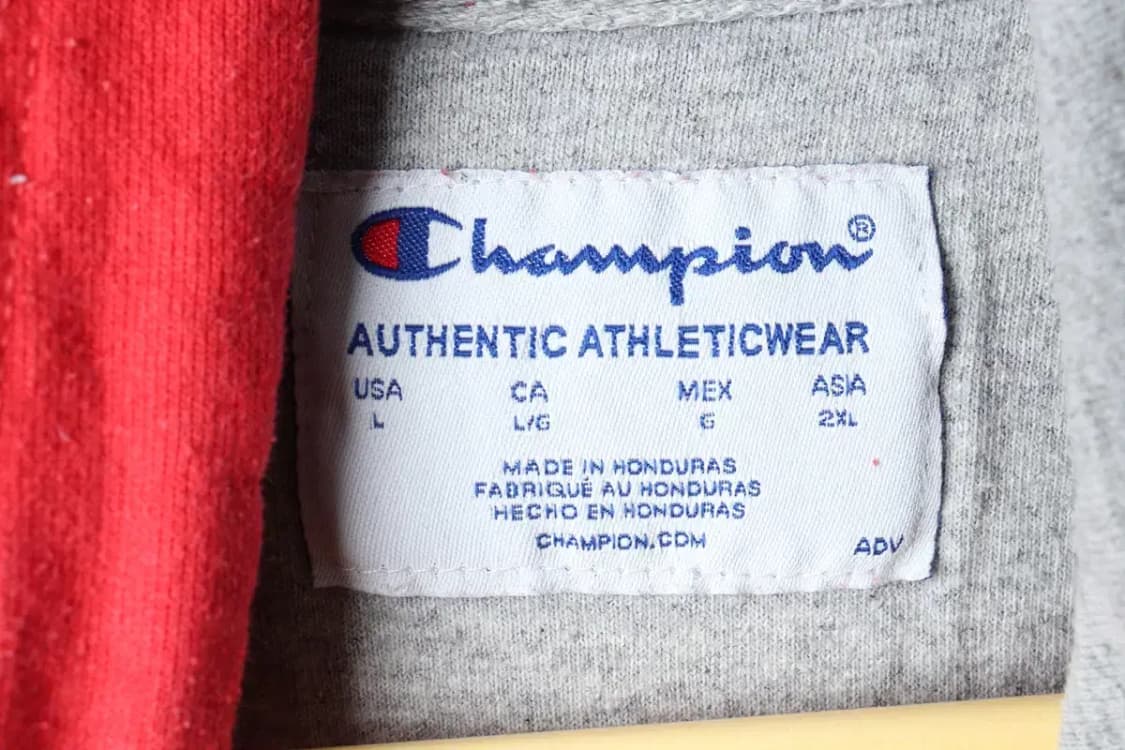 Champion®
AUTHENTIC ATHLETICWEAR
USA CA MEX ASIA
L L/G G 2XL
MADE IN HONDURAS
FABRIQUÉ AU HONDURAS
HECHO EN HONDURAS
CHAMPION.COM
ADV